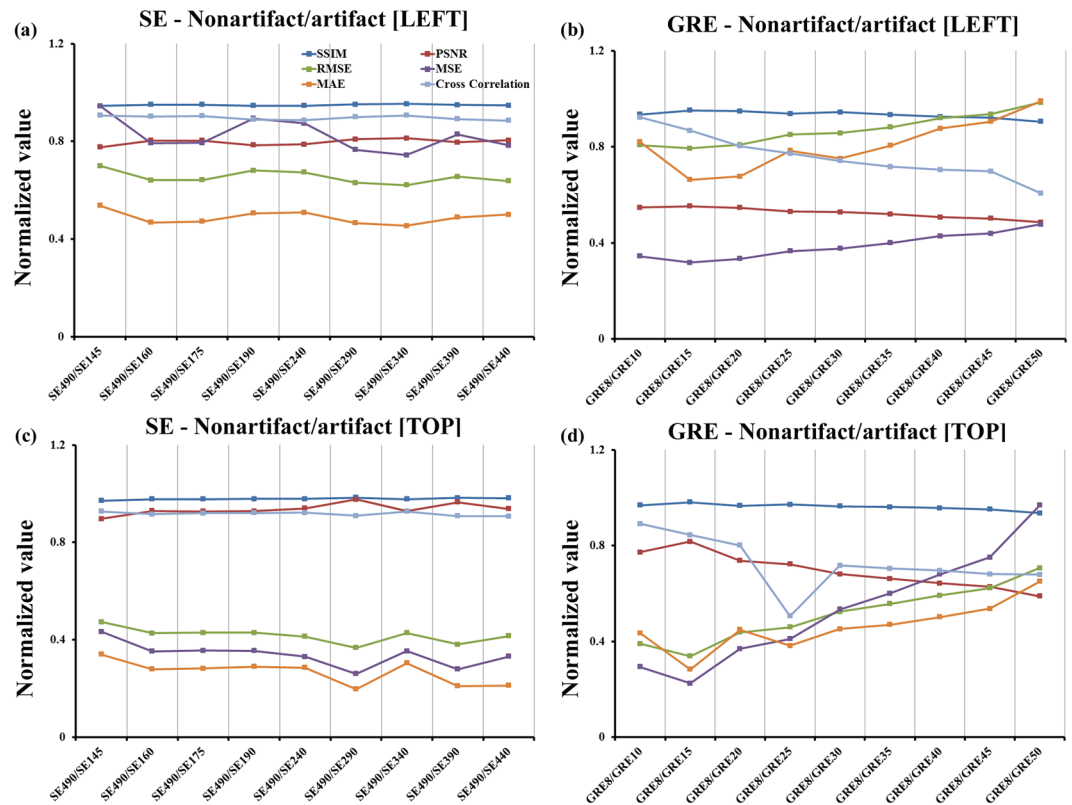 (a)
SE - Nonartifact/artifact [LEFT]
SSIM
PSNR
RMSE
MSE
MAE
Cross Correlation
Normalized value
1.2
0.8
0.4
0
SE490/SE145
SE490/SE160
SE490/SE175
SE490/SE190
SE490/SE240
SE490/SE290
SE490/SE340
SE490/SE390
SE490/SE440
(b)
GRE - Nonartifact/artifact [LEFT]
Normalized value
1.2
0.8
0.4
0
GRE8/GRE10
GRE8/GRE15
GRE8/GRE20
GRE8/GRE25
GRE8/GRE30
GRE8/GRE35
GRE8/GRE40
GRE8/GRE45
GRE8/GRE50
(c)
SE - Nonartifact/artifact [TOP]
Normalized value
1.2
0.8
0.4
0
SE490/SE145
SE490/SE160
SE490/SE175
SE490/SE190
SE490/SE240
SE490/SE290
SE490/SE340
SE490/SE390
SE490/SE440
(d)
GRE - Nonartifact/artifact [TOP]
Normalized value
1.2
0.8
0.4
0
GRE8/GRE10
GRE8/GRE15
GRE8/GRE20
GRE8/GRE25
GRE8/GRE30
GRE8/GRE35
GRE8/GRE40
GRE8/GRE45
GRE8/GRE50